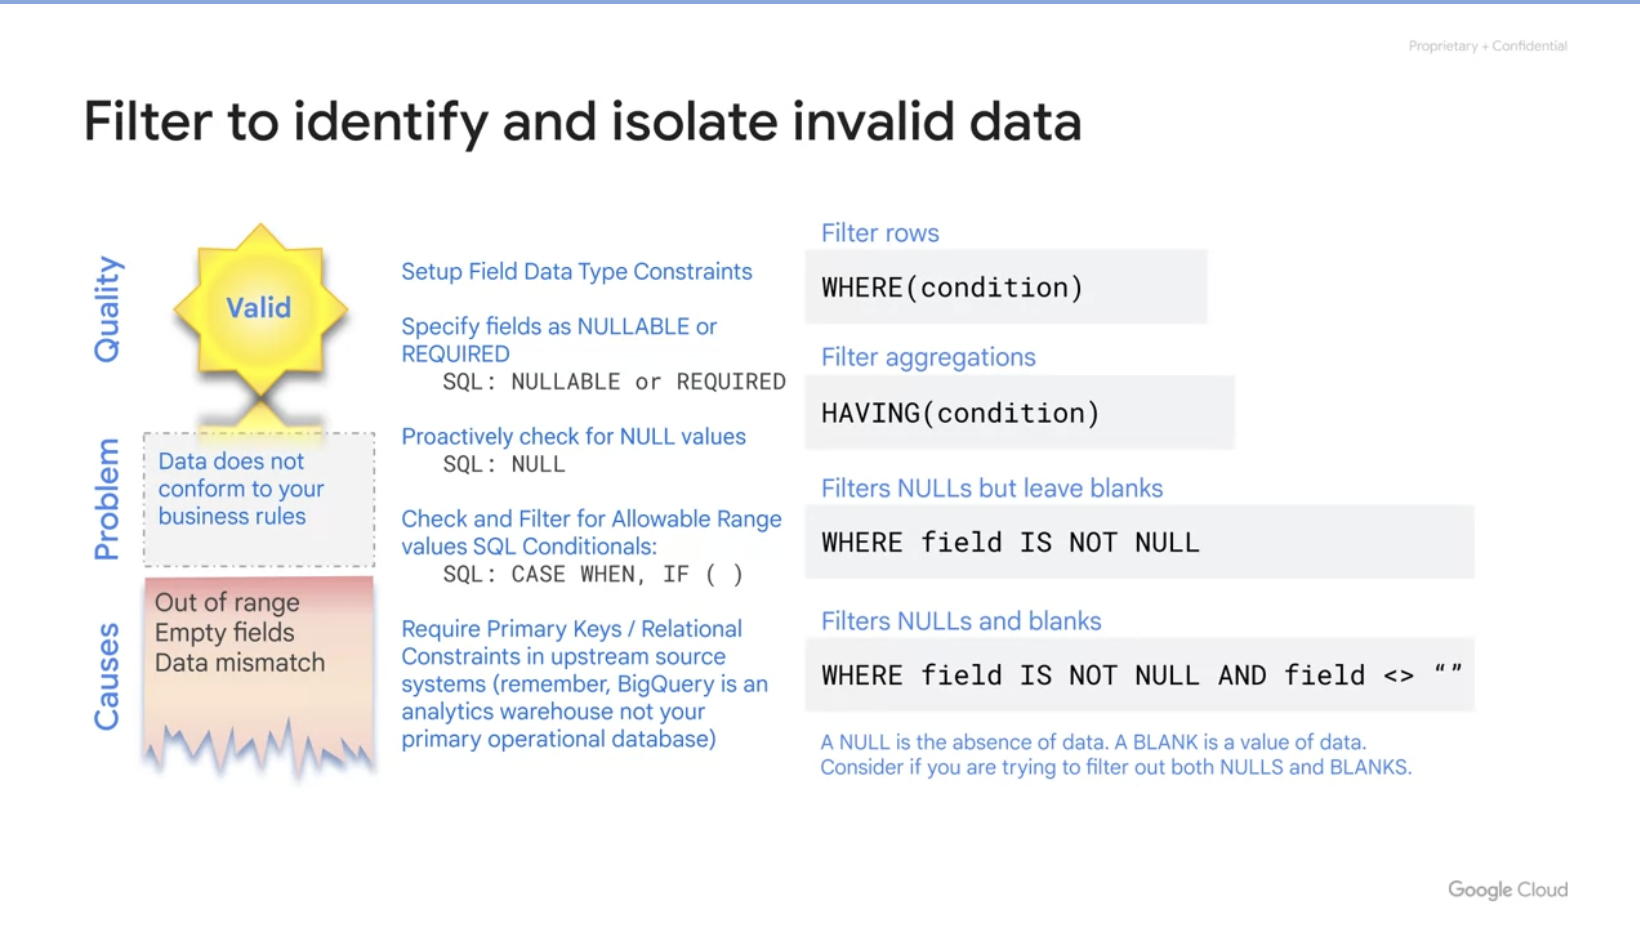 Proprietary + Confidential
Filter to identify and isolate invalid data
Quality
Valid
Problem
Data does not
conform to your
business rules
Causes
Out of range
Empty fields
Data mismatch
Setup Field Data Type Constraints
Specify fields as NULLABLE or
REQUIRED
SQL: NULLABLE or REQUIRED
Proactively check for NULL values
SQL: NULL
Check and Filter for Allowable Range
values SQL Conditionals:
SQL: CASE WHEN, IF ( )
Require Primary Keys / Relational
Constraints in upstream source
systems (remember, BigQuery is an
analytics warehouse not your
primary operational database)
Filter rows
WHERE(condition)
Filter aggregations
HAVING(condition)
Filters NULLs but leave blanks
WHERE field IS NOT NULL
Filters NULLs and blanks
WHERE field IS NOT NULL AND field <> “”
A NULL is the absence of data. A BLANK is a value of data.
Consider if you are trying to filter out both NULLS and BLANKS.
Google Cloud